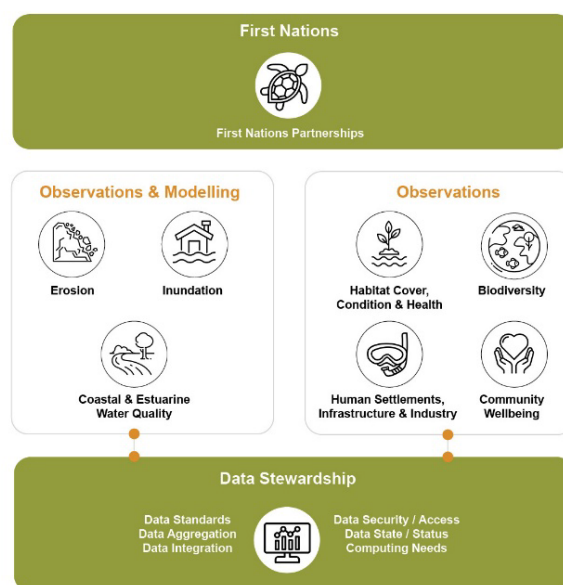 First Nations
First Nations Partnerships
Observations & Modelling
Erosion
Inundation
Coastal & Estuarine
Water Quality
Observations
Habitat Cover,
Condition & Health
Biodiversity
Human Settlements,
Infrastructure & Industry
Community
Wellbeing
Data Stewardship
Data Standards
Data Aggregation
Data Integration
Data Security / Access
Data State / Status
Computing Needs